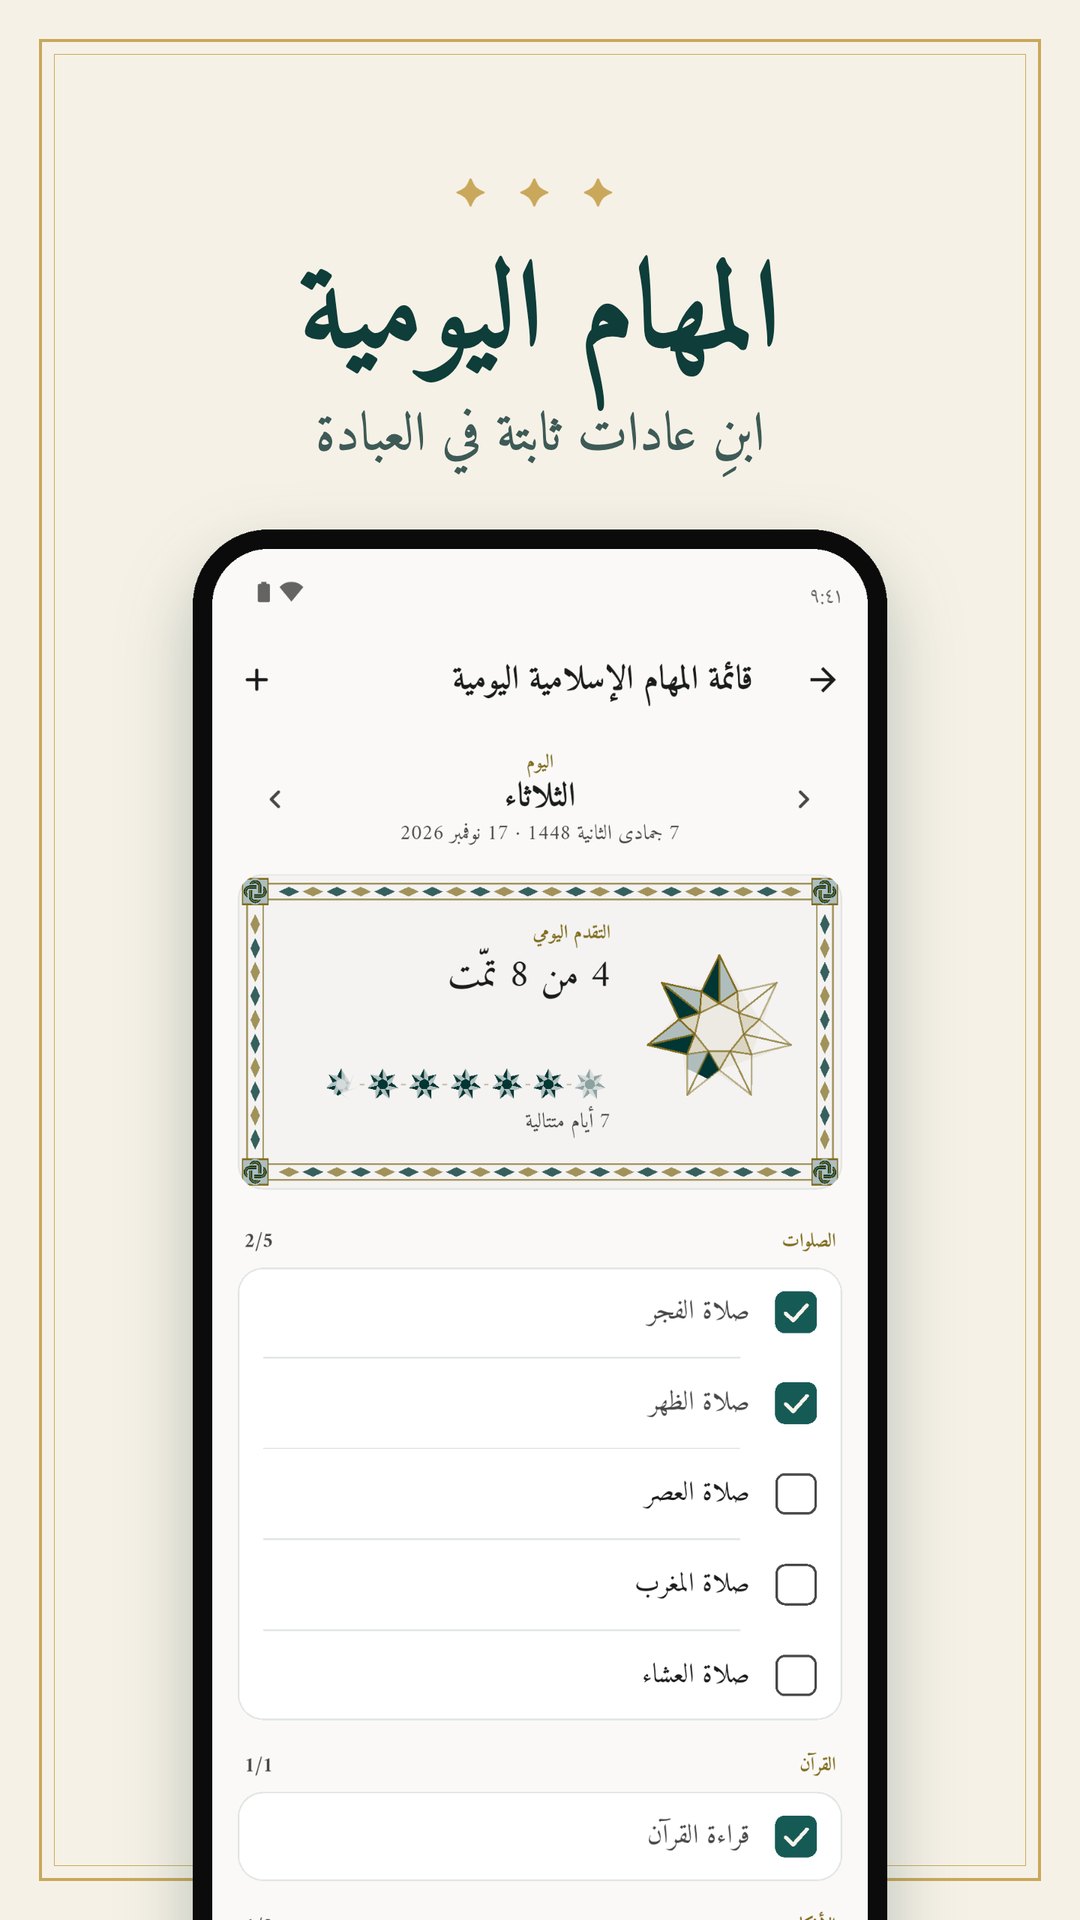 المهام اليومية
ابنِ عادات ثابتة في العبادة
٩:٤١
قائمة المهام الإسلامية اليومية
اليوم
الثلاثاء
7 جمادى الثانية 1448 · 17 نوفمبر 2026
التقدم اليومي
4 من 8 تمّت
7 أيام متتالية
الصلوات 2/5
صلاة الفجر
صلاة الظهر
صلاة العصر
صلاة المغرب
صلاة العشاء
القرآن 1/1
قراءة القرآن